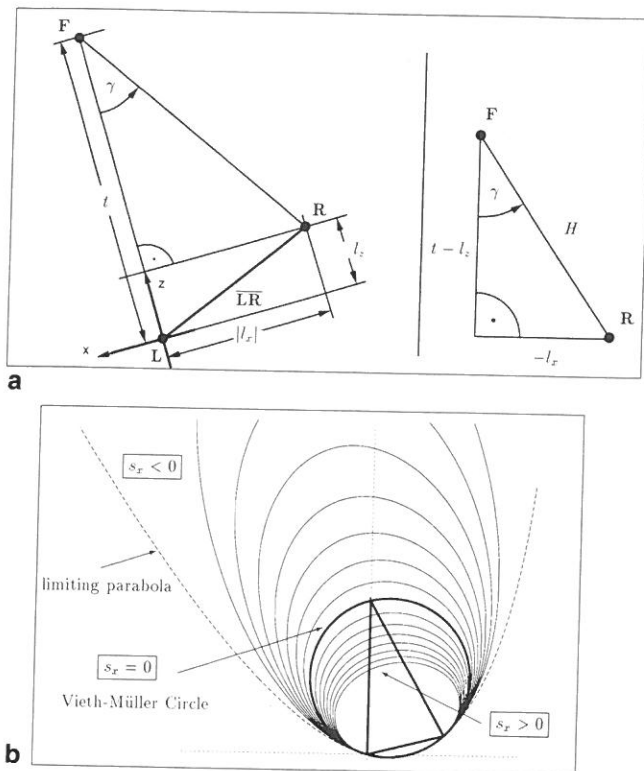 F
γ
t
R
l_z
z
LR
|l_x|
x
L
F
γ
t − l_z
H
R
−l_x
a
s_x < 0
limiting parabola
s_x = 0
Vieth-Müller Circle
s_x > 0
b